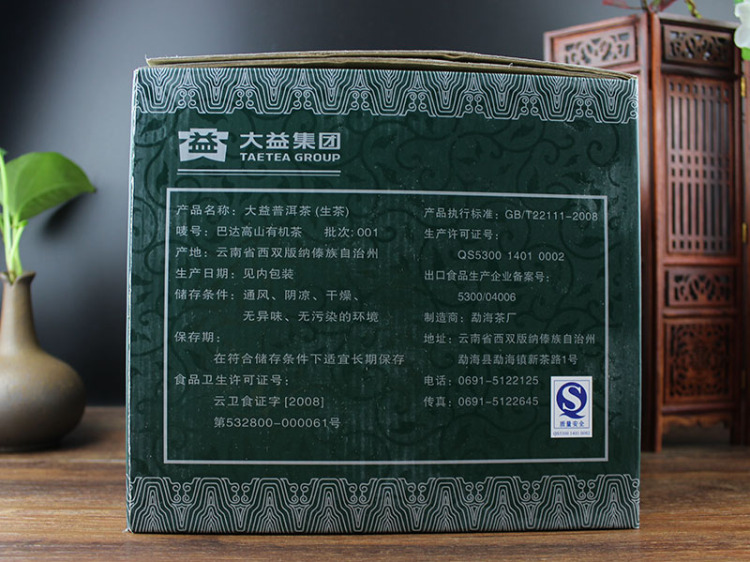 益
大益集团
TAETEA GROUP
产品名称：大益普洱茶(生茶)
唛号：巴达高山有机茶 批次：001
产地：云南省西双版纳傣族自治州
生产日期：见内包装
储存条件：通风、阴凉、干燥、
无异味、无污染的环境
保存期：
在符合储存条件下适宜长期保存
食品卫生许可证号：
云卫食证字[2008]
第532800-000061号
产品执行标准：GB/T22111-2008
生产许可证号：
QS5300 1401 0002
出口食品生产企业备案号：
5300/04006
制造商：勐海茶厂
地址：云南省西双版纳傣族自治州
勐海县勐海镇新茶路1号
电话：0691-5122125
传真：0691-5122645
质量安全
QS5300 1401 0002